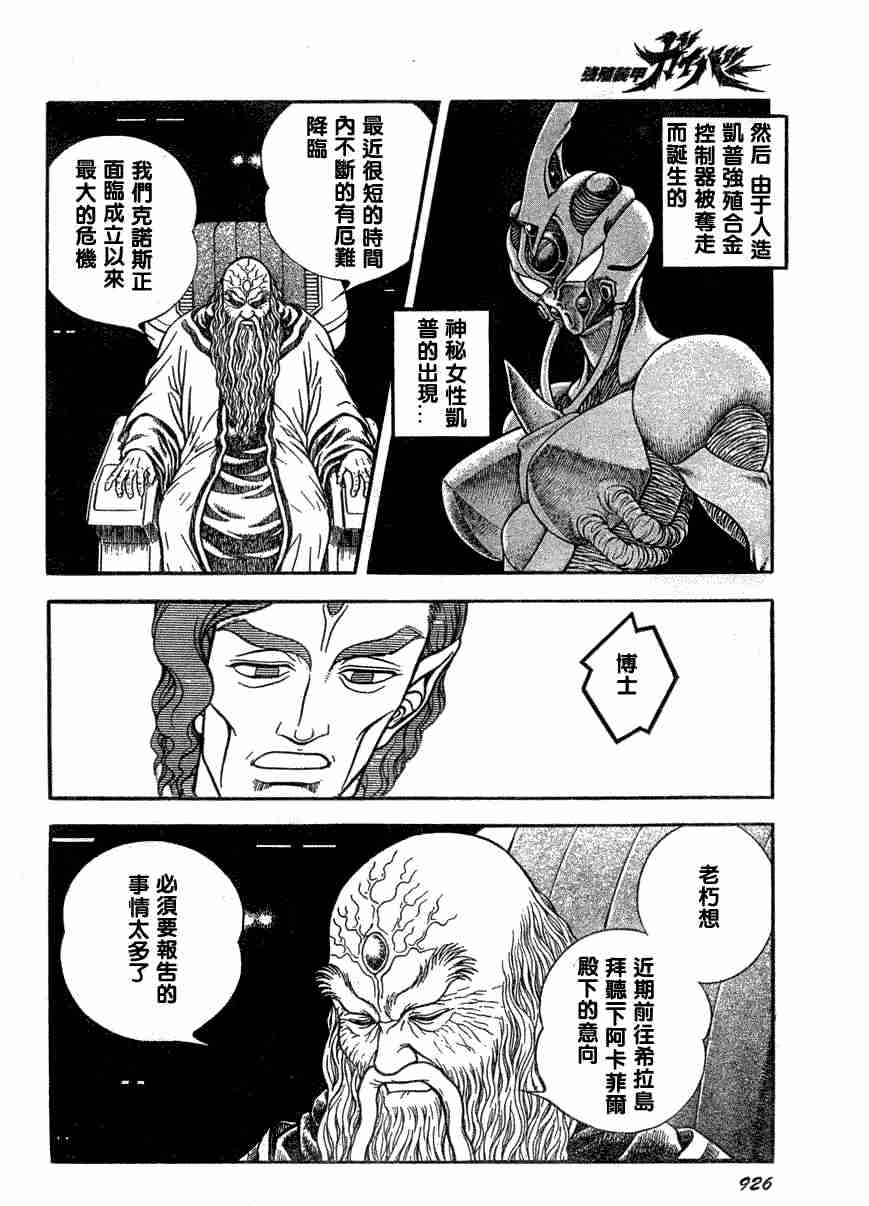 強殖裝甲
ガイバー
然后 由于人造
凱普強殖合金
控制器被奪走
而誕生的
神秘女性凱
普的出現…
最近很短的時間
內不斷的有厄難
降臨
我們克諾斯正
面臨成立以來
最大的危機
博士
老朽想
近期前往希拉島
拜聽一下阿卡菲爾
殿下的意向
必須要報告的
事情太多了
926